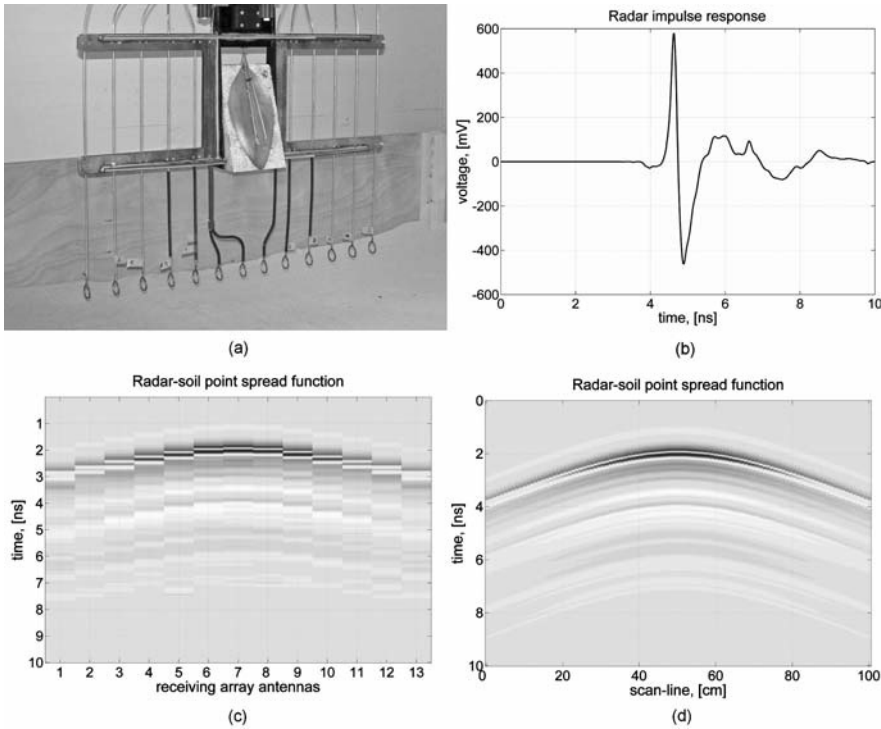 Radar impulse response
600
400
200
0
-200
-400
-600
voltage, [mV]
0 2 4 6 8 10
time, [ns]
(a)
(b)
Radar-soil point spread function
1
2
3
4
5
6
7
8
9
10
time, [ns]
1 2 3 4 5 6 7 8 9 10 11 12 13
receiving array antennas
(c)
Radar-soil point spread function
0
2
4
6
8
10
time, [ns]
0 20 40 60 80 100
scan-line, [cm]
(d)